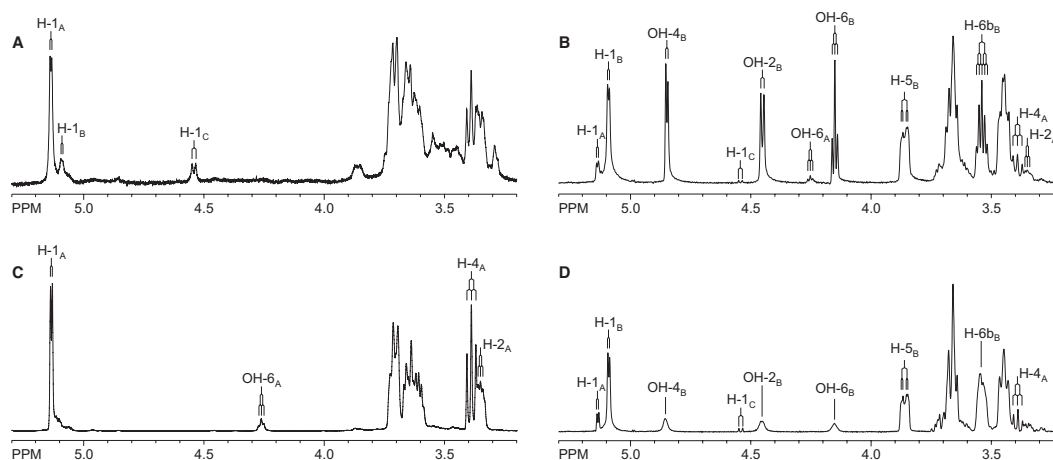 A
H-1A
H-1B
H-1C
PPM 5.0 4.5 4.0 3.5
B
H-1A
H-1B
OH-4B
H-1C
OH-2B
OH-6A
OH-6B
H-5B
H-6bB
H-4A
H-2A
PPM 5.0 4.5 4.0 3.5
C
H-1A
OH-6A
H-4A
H-2A
PPM 5.0 4.5 4.0 3.5
D
H-1A
H-1B
OH-4B
H-1C
OH-2B
OH-6B
H-5B
H-6bB
H-4A
PPM 5.0 4.5 4.0 3.5